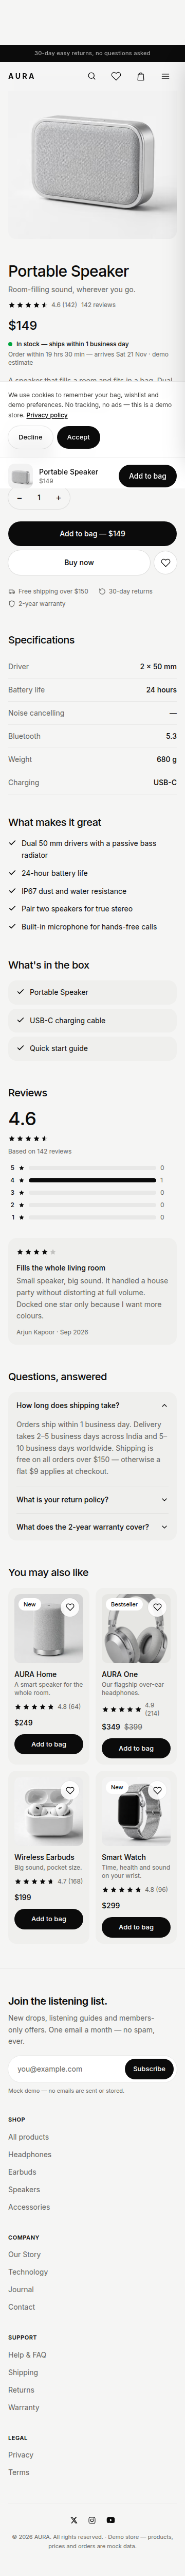 30-day easy returns, no questions asked
AURA
Portable Speaker
Room-filling sound, wherever you go.
4.6 (142) 142 reviews
$149
In stock — ships within 1 business day
Order within 19 hrs 30 min — arrives Sat 21 Nov · demo
estimate
We use cookies to remember your bag, wishlist and
demo preferences. No tracking, no ads — this is a demo
store. Privacy policy
Decline
Accept
Portable Speaker
$149
Add to bag
− 1 +
Add to bag — $149
Buy now
Free shipping over $150
30-day returns
2-year warranty
Specifications
Driver 2 × 50 mm
Battery life 24 hours
Noise cancelling —
Bluetooth 5.3
Weight 680 g
Charging USB-C
What makes it great
Dual 50 mm drivers with a passive bass
radiator
24-hour battery life
IP67 dust and water resistance
Pair two speakers for true stereo
Built-in microphone for hands-free calls
What's in the box
Portable Speaker
USB-C charging cable
Quick start guide
Reviews
4.6
Based on 142 reviews
5 ★ 0
4 ★ 1
3 ★ 0
2 ★ 0
1 ★ 0
Fills the whole living room
Small speaker, big sound. It handled a house
party without distorting at full volume.
Docked one star only because I want more
colours.
Arjun Kapoor · Sep 2026
Questions, answered
How long does shipping take?
Orders ship within 1 business day. Delivery
takes 2–5 business days across India and 5–
10 business days worldwide. Shipping is
free on all orders over $150 — otherwise a
flat $9 applies at checkout.
What is your return policy?
What does the 2-year warranty cover?
You may also like
New
AURA Home
A smart speaker for the
whole room.
4.8 (64)
$249
Add to bag
Bestseller
AURA One
Our flagship over-ear
headphones.
4.9
(214)
$349 $399
Add to bag
Wireless Earbuds
Big sound, pocket size.
4.7 (168)
$199
Add to bag
New
Smart Watch
Time, health and sound
on your wrist.
4.8 (96)
$299
Add to bag
Join the listening list.
New drops, listening guides and members-
only offers. One email a month — no spam,
ever.
you@example.com
Subscribe
Mock demo — no emails are sent or stored.
SHOP
All products
Headphones
Earbuds
Speakers
Accessories
COMPANY
Our Story
Technology
Journal
Contact
SUPPORT
Help & FAQ
Shipping
Returns
Warranty
LEGAL
Privacy
Terms
© 2026 AURA. All rights reserved. · Demo store — products,
prices and orders are mock data.